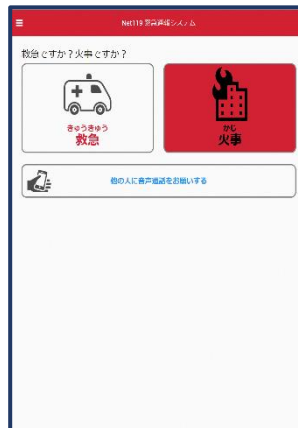 Net119 緊急通報システム
救急ですか？火事ですか？
きゅうきゅう
救急
かじ
火事
他の人に音声通話をお願いする